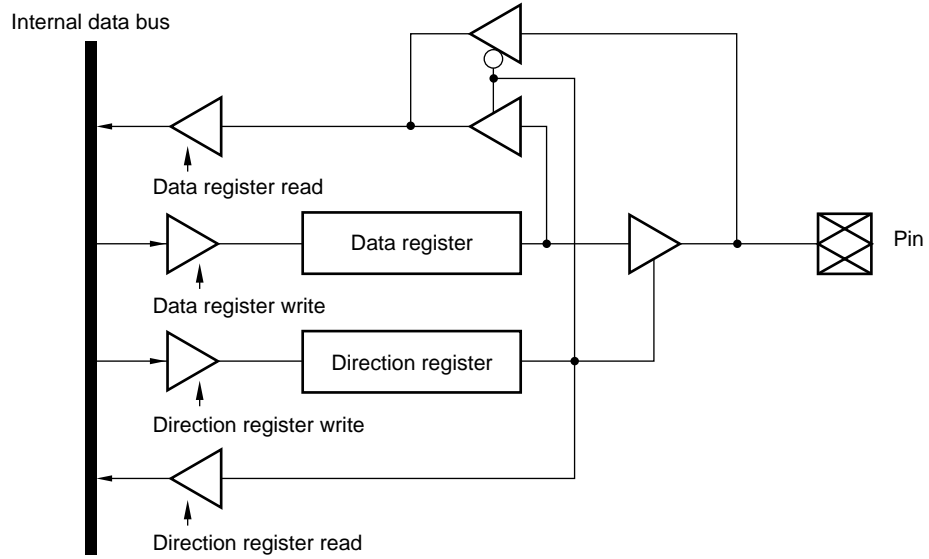 Internal data bus
Data register read
Data register
Pin
Data register write
Direction register
Direction register write
Direction register read